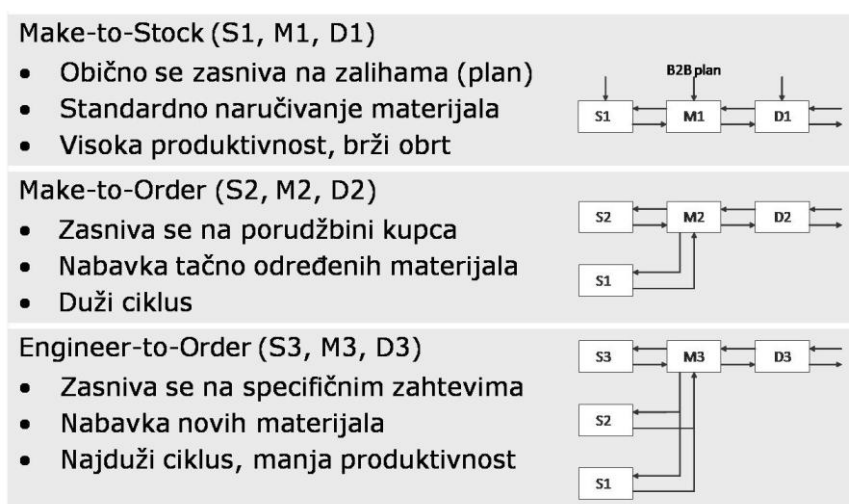 Make-to-Stock (S1, M1, D1)
• Obično se zasniva na zalihama (plan)
• Standardno naručivanje materijala
• Visoka produktivnost, brži obrt
B2B plan
S1 M1 D1
Make-to-Order (S2, M2, D2)
• Zasniva se na porudžbini kupca
• Nabavka tačno određenih materijala
• Duži ciklus
S2 M2 D2
S1
Engineer-to-Order (S3, M3, D3)
• Zasniva se na specifičnim zahtevima
• Nabavka novih materijala
• Najduži ciklus, manja produktivnost
S3 M3 D3
S2
S1